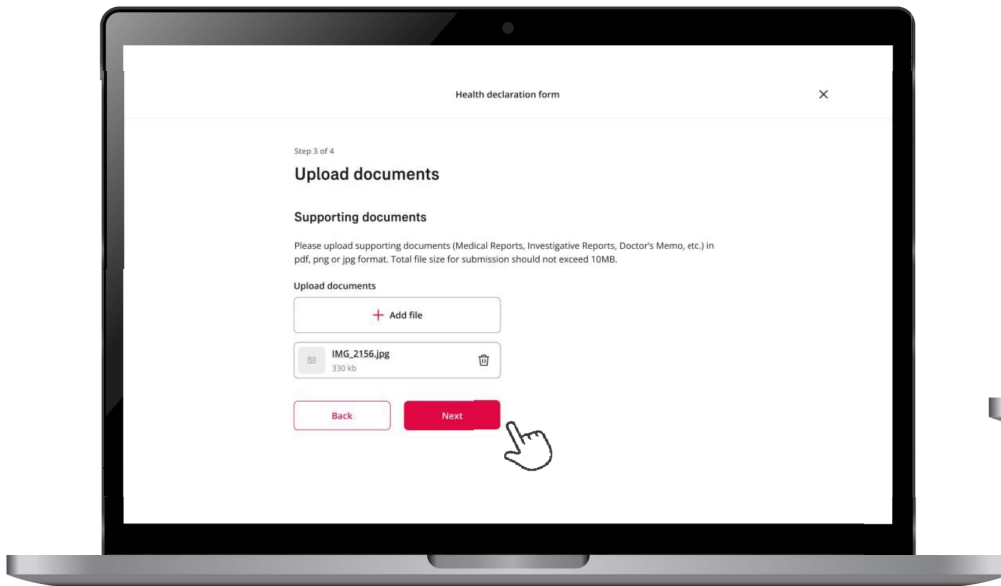 Health declaration form
Step 3 of 4
Upload documents
Supporting documents
Please upload supporting documents (Medical Reports, Investigative Reports, Doctor's Memo, etc.) in
pdf, png or jpg format. Total file size for submission should not exceed 10MB.
Upload documents
Add file
IMG_2156.jpg
330 kb
Back
Next